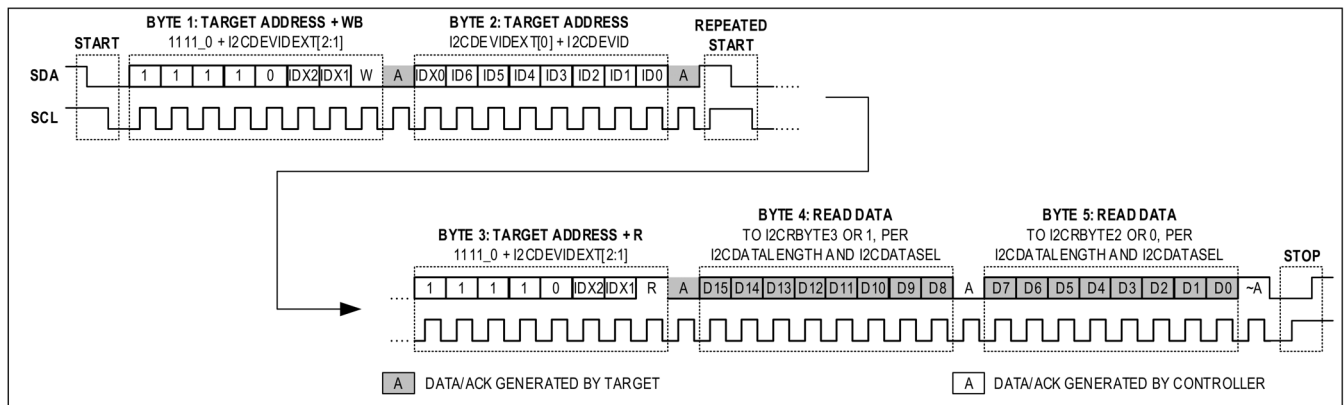 BYTE 1: TARGET ADDRESS + WB
1111_0 + I2CDEVIDEXT[2:1]
BYTE 2: TARGET ADDRESS
I2CDEVIDEXT[0] + I2CDEVID
START
REPEATED
START
SDA
1 1 1 1 0 IDX2 IDX1 W A IDX0 ID6 ID5 ID4 ID3 ID2 ID1 ID0 A
.....
SCL
.....
BYTE 3: TARGET ADDRESS + R
1111_0 + I2CDEVIDEXT[2:1]
BYTE 4: READ DATA
TO I2CRBYTE3 OR 1, PER
I2CDATALENGTH AND I2CDATASEL
BYTE 5: READ DATA
TO I2CRBYTE2 OR 0, PER
I2CDATALENGTH AND I2CDATASEL
STOP
.... 1 1 1 1 0 IDX2 IDX1 R A D15 D14 D13 D12 D11 D10 D9 D8 A D7 D6 D5 D4 D3 D2 D1 D0 ~A
....
A DATA/ACK GENERATED BY TARGET
A DATA/ACK GENERATED BY CONTROLLER